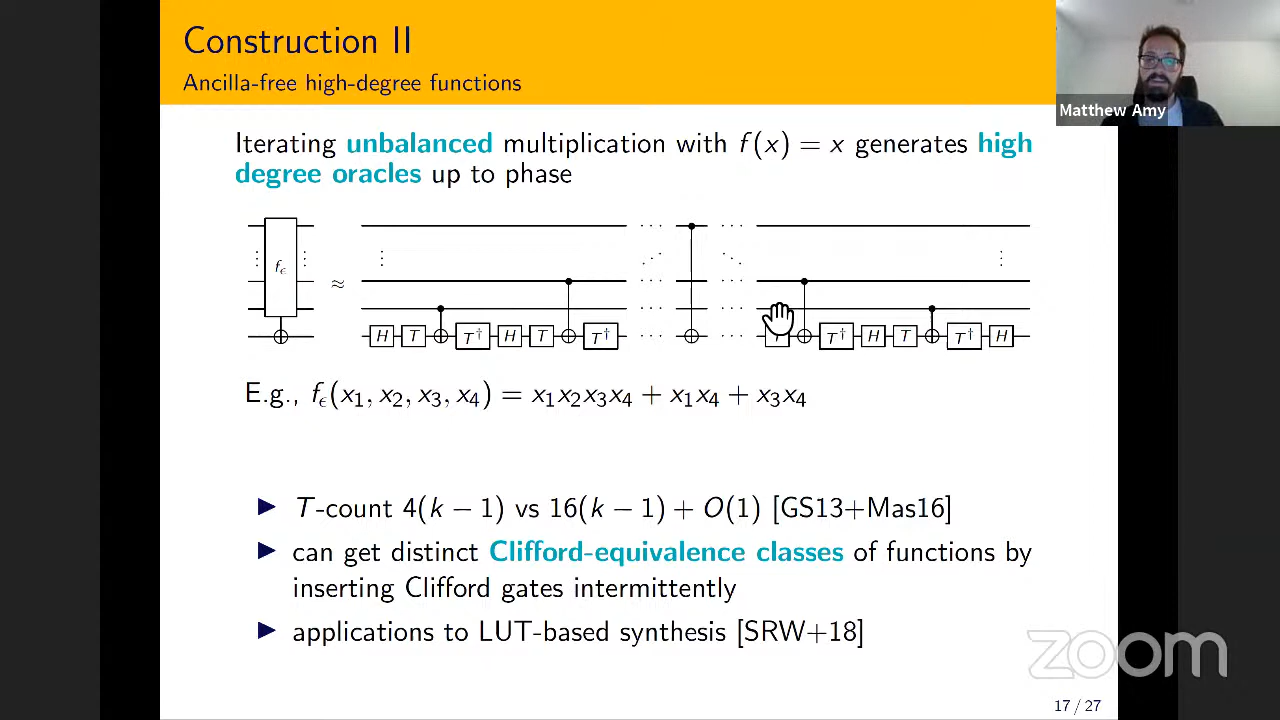 Construction II
Ancilla-free high-degree functions
Matthew Amy
Iterating unbalanced multiplication with f(x) = x generates high
degree oracles up to phase
fϵ
≈
H T T† H T T† T T† H T T† H
E.g., fϵ(x₁, x₂, x₃, x₄) = x₁x₂x₃x₄ + x₁x₄ + x₃x₄
▶ T-count 4(k − 1) vs 16(k − 1) + O(1) [GS13+Mas16]
▶ can get distinct Clifford-equivalence classes of functions by
inserting Clifford gates intermittently
▶ applications to LUT-based synthesis [SRW+18]
zoom
17 / 27